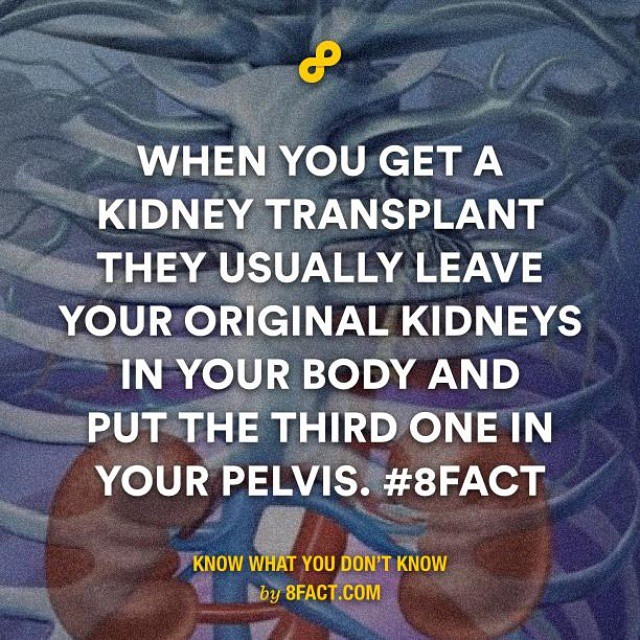 WHEN YOU GET A
KIDNEY TRANSPLANT
THEY USUALLY LEAVE
YOUR ORIGINAL KIDNEYS
IN YOUR BODY AND
PUT THE THIRD ONE IN
YOUR PELVIS. #8FACT
KNOW WHAT YOU DON'T KNOW
by 8FACT.COM